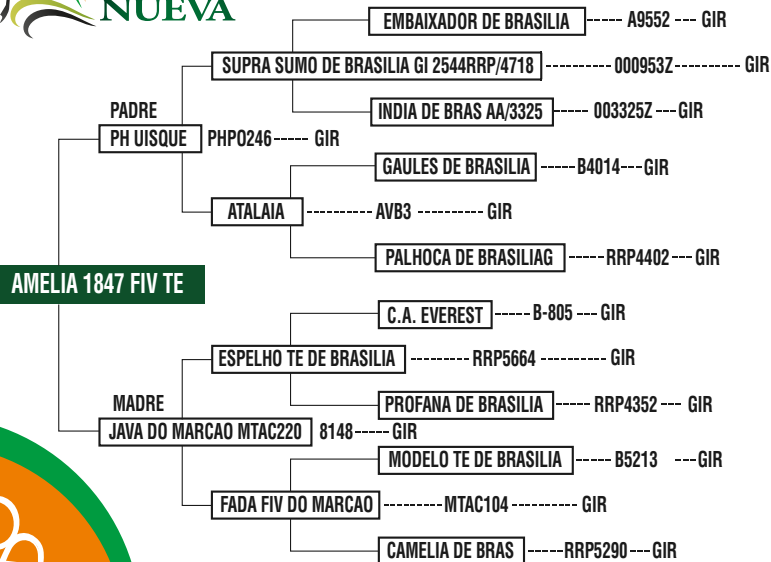 NUEVA
EMBAIXADOR DE BRASILIA ----- A9552 --- GIR
SUPRA SUMO DE BRASILIA GI 2544RRP/4718 ---------- 000953Z ---------- GIR
INDIA DE BRAS AA/3325 ----- 003325Z --- GIR
PADRE
PH UISQUE PHPO246 ----- GIR
GAULES DE BRASILIA ----- B4014 --- GIR
ATALAIA --------- AVB3 ---------- GIR
PALHOCA DE BRASILIAG ----- RRP4402 --- GIR
AMELIA 1847 FIV TE
C.A. EVEREST ----- B-805 --- GIR
ESPELHO TE DE BRASILIA --------- RRP5664 ---------- GIR
PROFANA DE BRASILIA ----- RRP4352 --- GIR
MADRE
JAVA DO MARCAO MTAC220 8148 ----- GIR
MODELO TE DE BRASILIA ----- B5213 --- GIR
FADA FIV DO MARCAO --------- MTAC104 ---------- GIR
CAMELIA DE BRAS ----- RRP5290 --- GIR